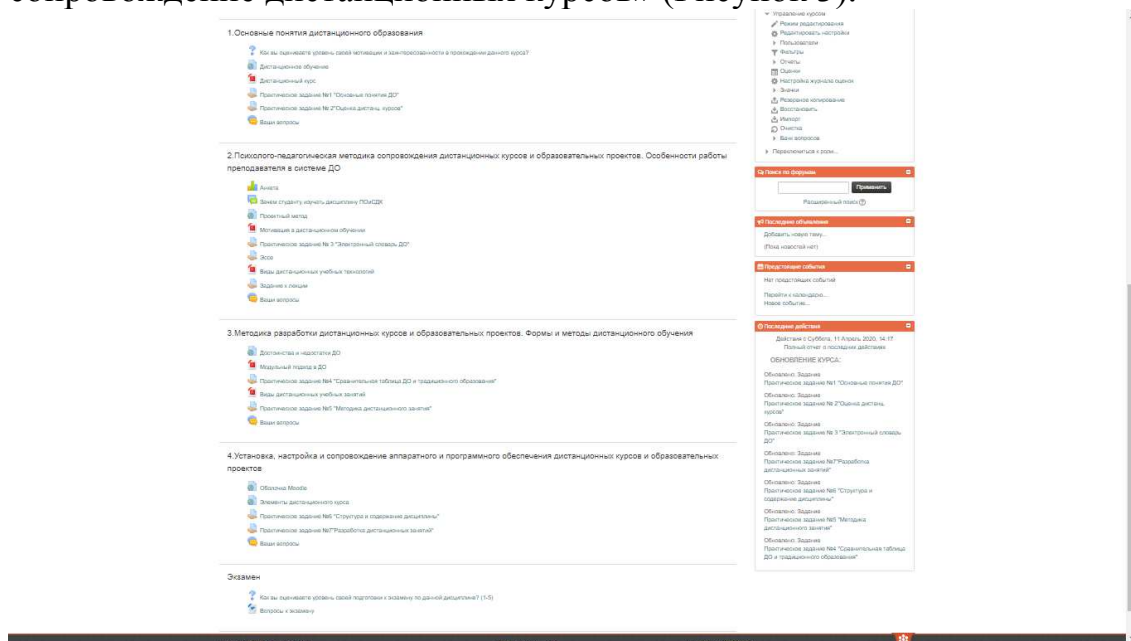 сопровождение дистанционных курсов» (Рисунок 3).
1.Основные понятия дистанционного образования
Как вы оцениваете уровень своей мотивации и заинтересованности в прохождении данного курса?
Дистанционное обучение
Дистанционный курс
Практическое задание №1 "Основные понятия ДО"
Практическое задание № 2"Оценка дистанц. курсов"
Ваши вопросы
2.Психолого-педагогическая методика сопровождения дистанционных курсов и образовательных проектов. Особенности работы
преподавателя в системе ДО
Анкета
Зачем студенту изучать дисциплину ПОиСДК
Проектный метод
Мотивация в дистанционном обучении
Практическое задание № 3 "Электронный словарь ДО"
Эссе
Виды дистанционных учебных технологий
Задание к лекции
Ваши вопросы
3.Методика разработки дистанционных курсов и образовательных проектов. Формы и методы дистанционного обучения
Достоинства и недостатки ДО
Модульный подход в ДО
Практическое задание №4 "Сравнительная таблица ДО и традиционного образования"
Виды дистанционных учебных занятий
Практическое задание №5 "Методика дистанционного занятия"
Ваши вопросы
4.Установка, настройка и сопровождение аппаратного и программного обеспечения дистанционных курсов и образовательных
проектов
Оболочка Moodle
Элементы дистанционного курса
Практическое задание №6 "Структура и содержание дисциплины"
Практическое задание №7"Разработка дистанционных занятий"
Ваши вопросы
Экзамен
Как вы оцениваете уровень своей подготовки к экзамену по данной дисциплине? (1-5)
Вопросы к экзамену
Управление курсом
Режим редактирования
Редактировать настройки
Пользователи
Фильтры
Отчеты
Оценки
Настройка журнала оценок
Значки
Резервное копирование
Восстановить
Импорт
Очистка
Банк вопросов
Переключиться к роли...
Поиск по форумам
Применить
Расширенный поиск
Последние объявления
Добавить новую тему...
(Пока новостей нет)
Предстоящие события
Нет предстоящих событий
Перейти к календарю...
Новое событие...
Последние действия
Действия с Суббота, 11 Апрель 2020, 14:17
Полный отчет о последних действиях
ОБНОВЛЕНИЕ КУРСА:
Обновлено: Задание
Практическое задание №1 "Основные понятия ДО"
Обновлено: Задание
Практическое задание № 2"Оценка дистанц.
курсов"
Обновлено: Задание
Практическое задание № 3 "Электронный словарь
ДО"
Обновлено: Задание
Практическое задание №7"Разработка
дистанционных занятий"
Обновлено: Задание
Практическое задание №6 "Структура и
содержание дисциплины"
Обновлено: Задание
Практическое задание №5 "Методика
дистанционного занятия"
Обновлено: Задание
Практическое задание №4 "Сравнительная таблица
ДО и традиционного образования"